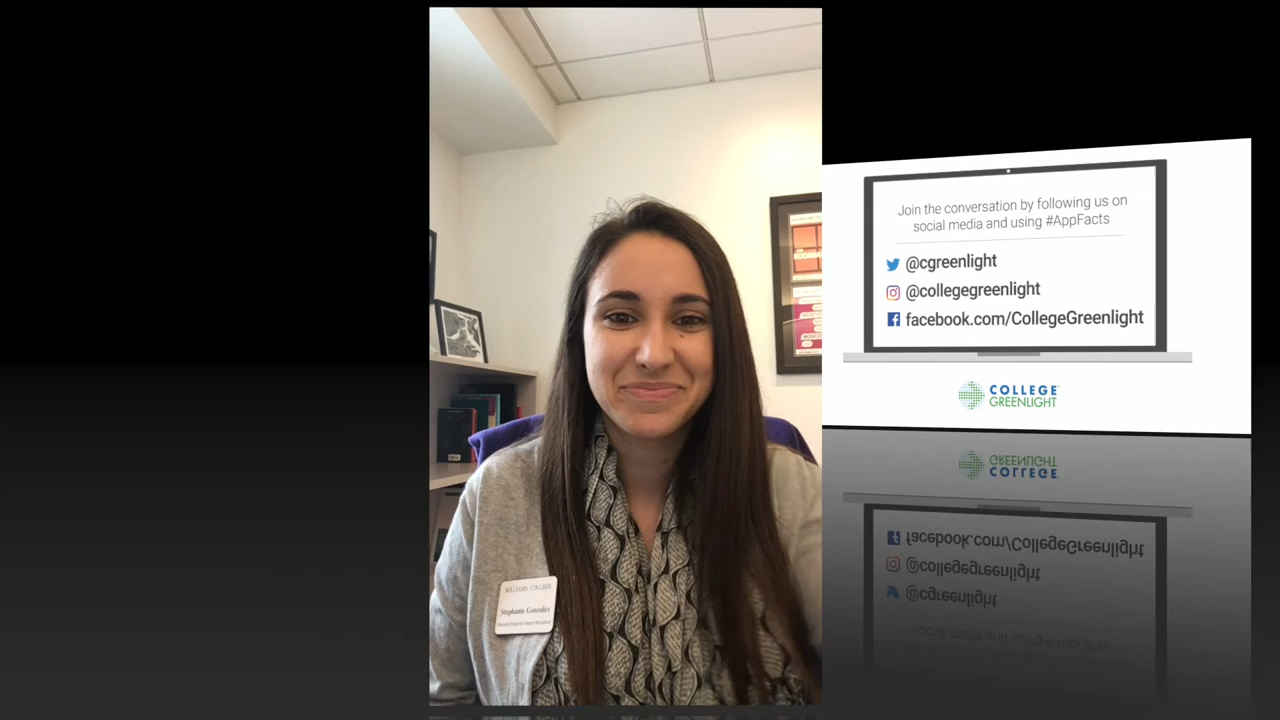 Join the conversation by following us on
social media and using #AppFacts
@cgreenlight
@collegegreenlight
facebook.com/CollegeGreenlight
COLLEGE
GREENLIGHT
WILLIAMS COLLEGE
Stephanie Gonzalez